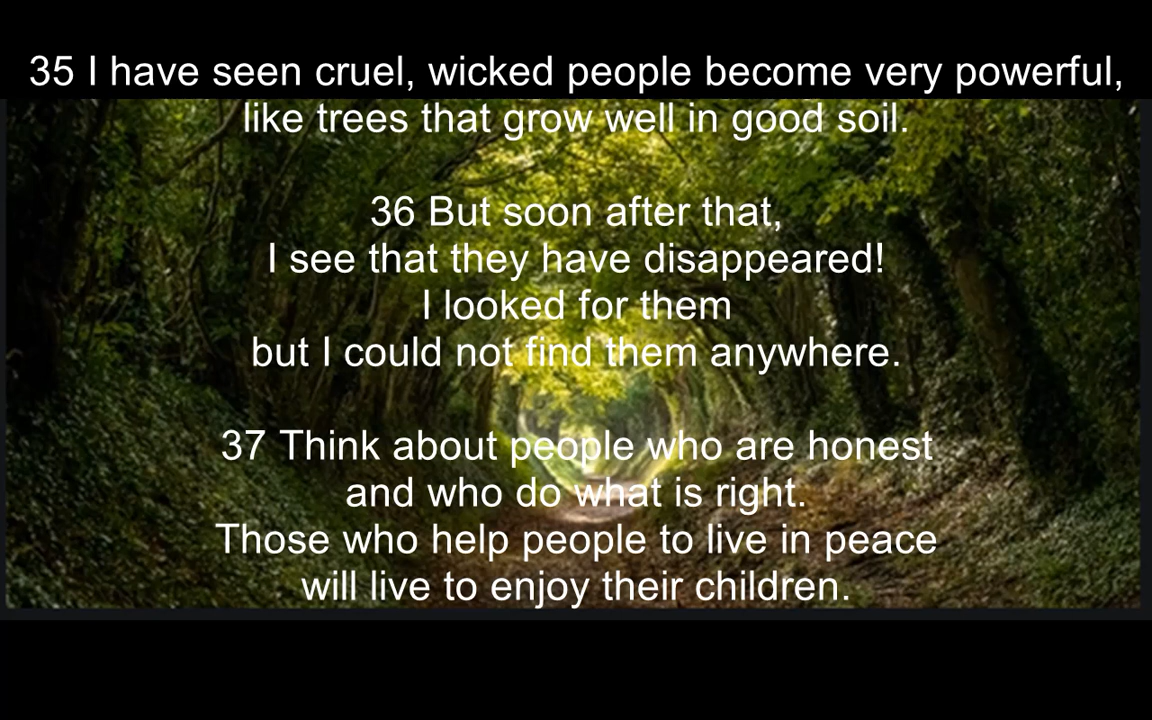 35 I have seen cruel, wicked people become very powerful,
like trees that grow well in good soil.
36 But soon after that,
I see that they have disappeared!
I looked for them
but I could not find them anywhere.
37 Think about people who are honest
and who do what is right.
Those who help people to live in peace
will live to enjoy their children.